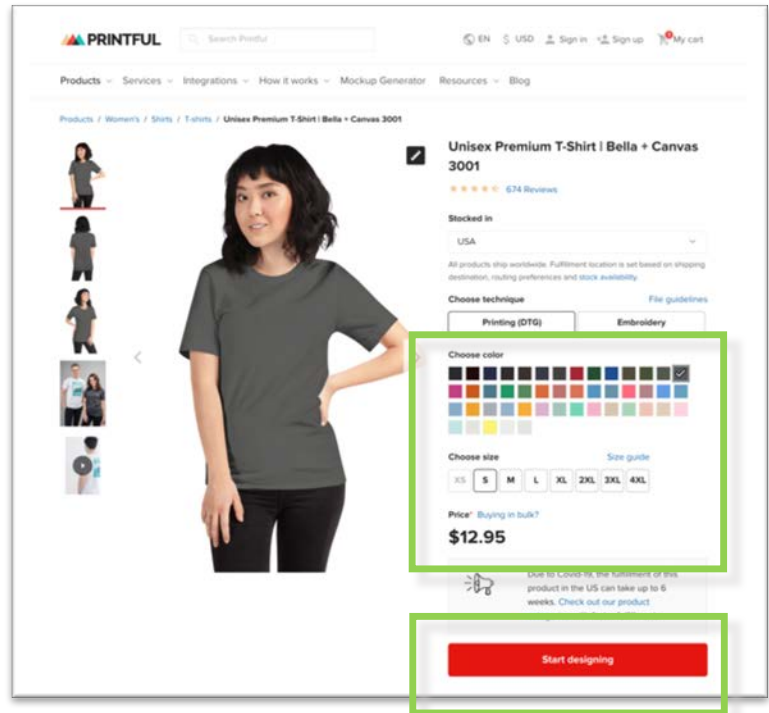 PRINTFUL
Search Printful
EN $ USD Sign in Sign up My cart
Products Services Integrations How it works Mockup Generator Resources Blog
Products / Women's / Shirts / T-shirts / Unisex Premium T-Shirt | Bella + Canvas 3001
Unisex Premium T-Shirt | Bella + Canvas
3001
674 Reviews
Stocked in
USA
All products ship worldwide. Fulfillment location is set based on shipping
destination, routing preferences and stock availability.
Choose technique File guidelines
Printing (DTG) Embroidery
Choose color
Choose size Size guide
XS S M L XL 2XL 3XL 4XL
Price* Buying in bulk?
$12.95
Due to Covid-19, the fulfillment of this
product in the US can take up to 6
weeks. Check out our product
Start designing